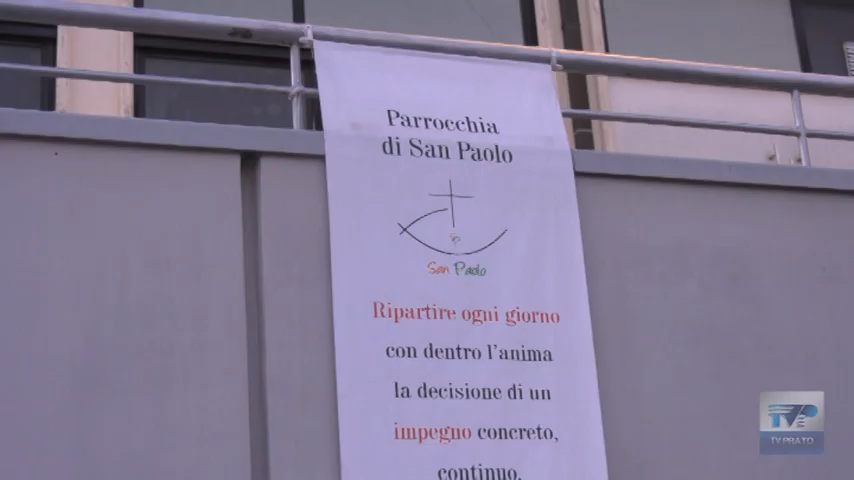 Parrocchia
di San Paolo
San Paolo
Ripartire ogni giorno
con dentro l'anima
la decisione di un
impegno concreto,
continuo,
TVP
TV PRATO